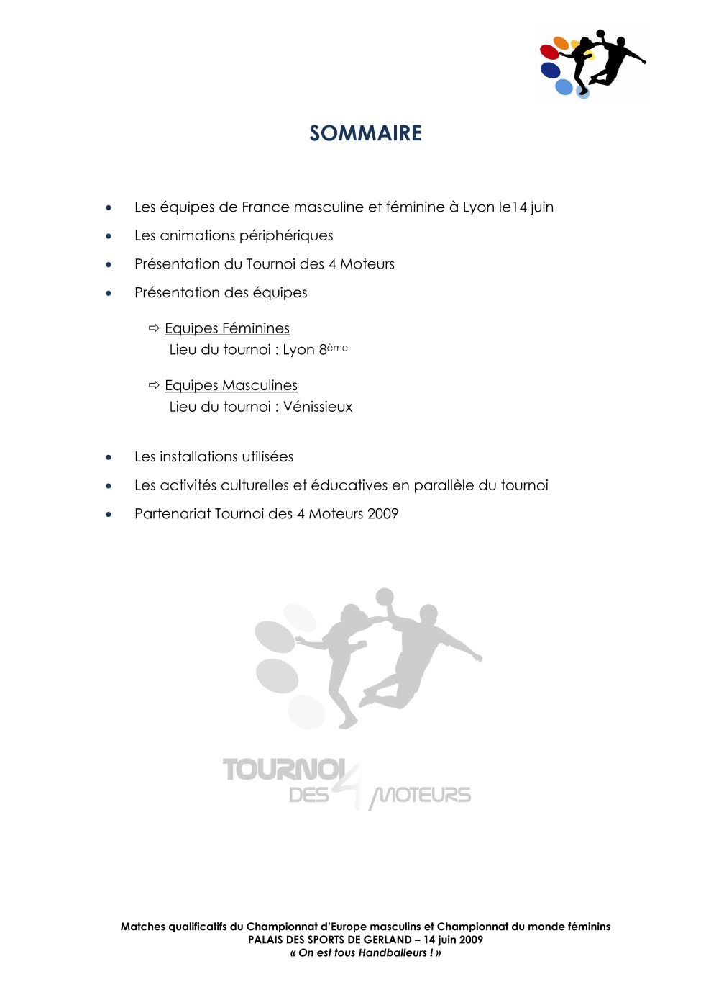 SOMMAIRE
• Les équipes de France masculine et féminine à Lyon le14 juin
• Les animations périphériques
• Présentation du Tournoi des 4 Moteurs
• Présentation des équipes
⇨ Equipes Féminines
Lieu du tournoi : Lyon 8ème
⇨ Equipes Masculines
Lieu du tournoi : Vénissieux
• Les installations utilisées
• Les activités culturelles et éducatives en parallèle du tournoi
• Partenariat Tournoi des 4 Moteurs 2009
TOURNOI
DES 4 MOTEURS
Matches qualificatifs du Championnat d’Europe masculins et Championnat du monde féminins
PALAIS DES SPORTS DE GERLAND – 14 juin 2009
« On est tous Handballeurs ! »